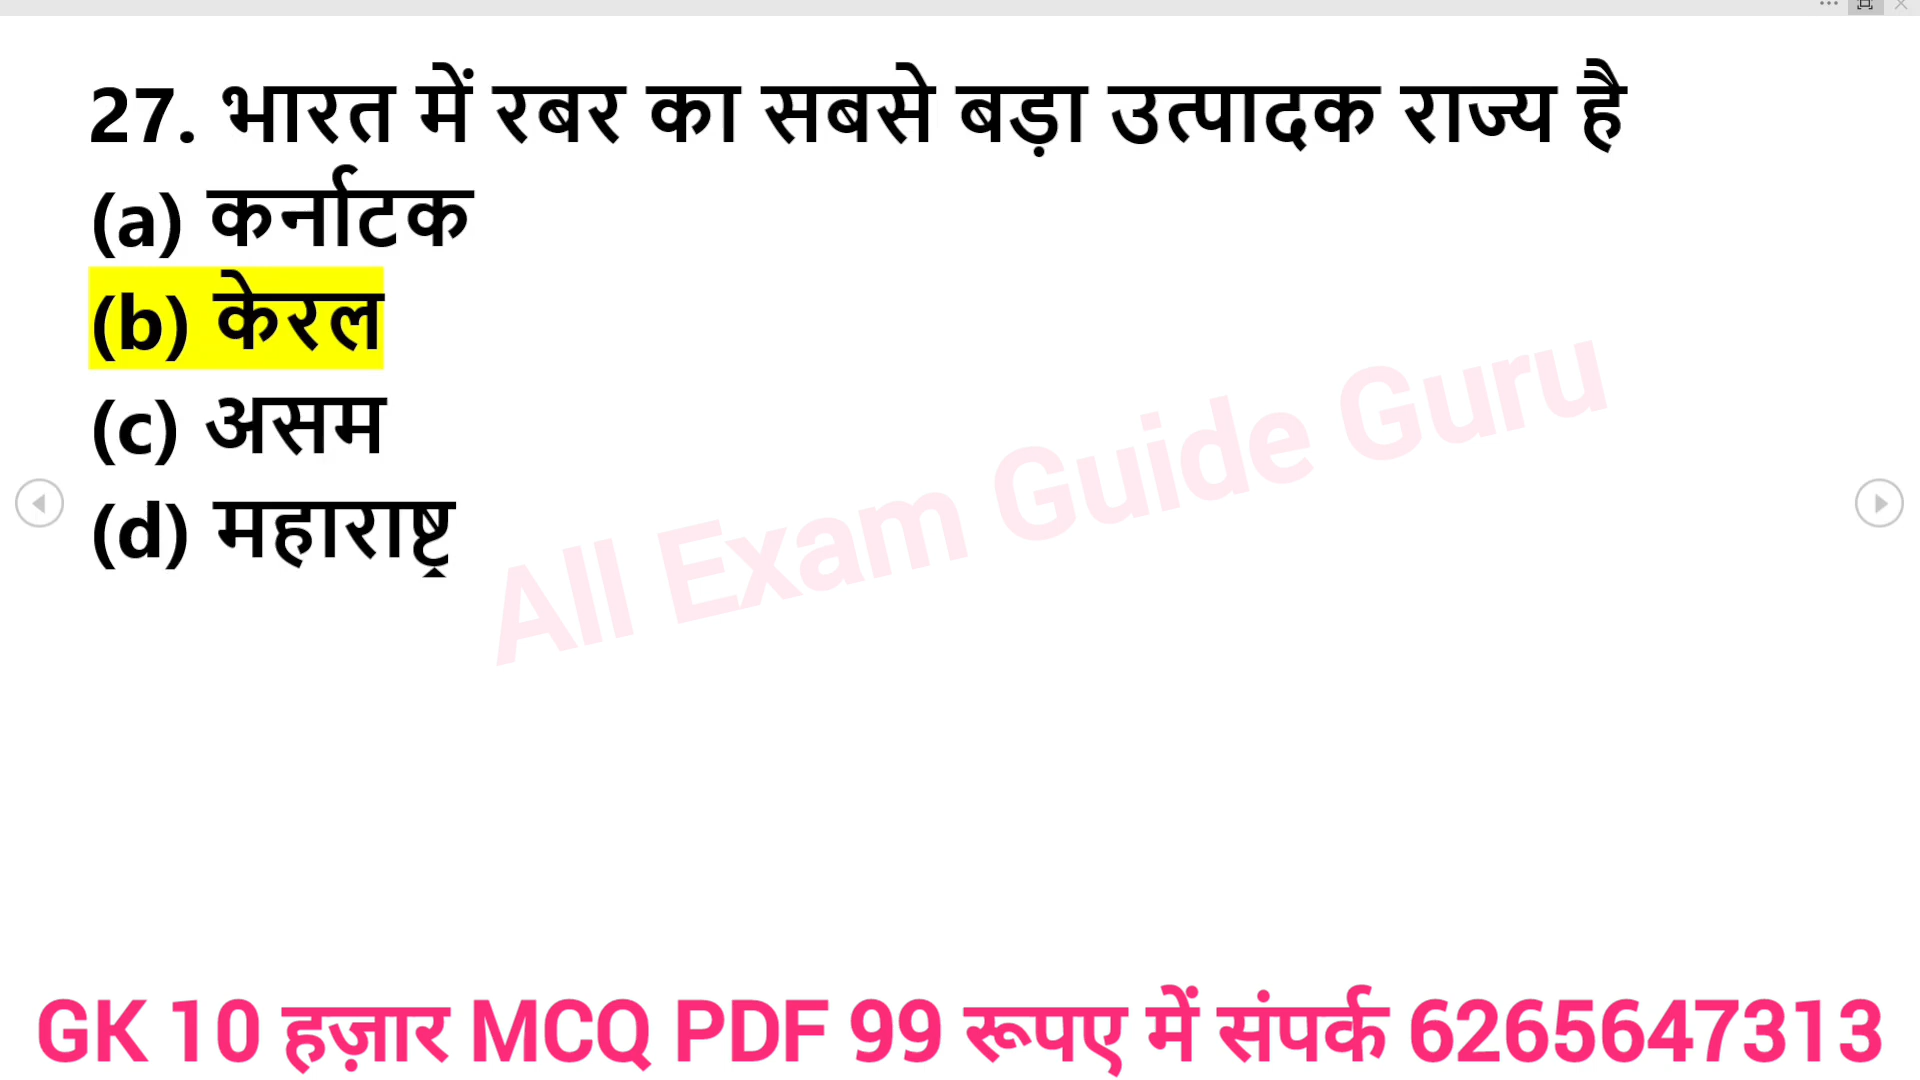 27. भारत में रबर का सबसे बड़ा उत्पादक राज्य है
(a) कर्नाटक
(b) केरल
(c) असम
(d) महाराष्ट्र
All Exam Guide Guru
GK 10 हज़ार MCQ PDF 99 रूपए में संपर्क 6265647313